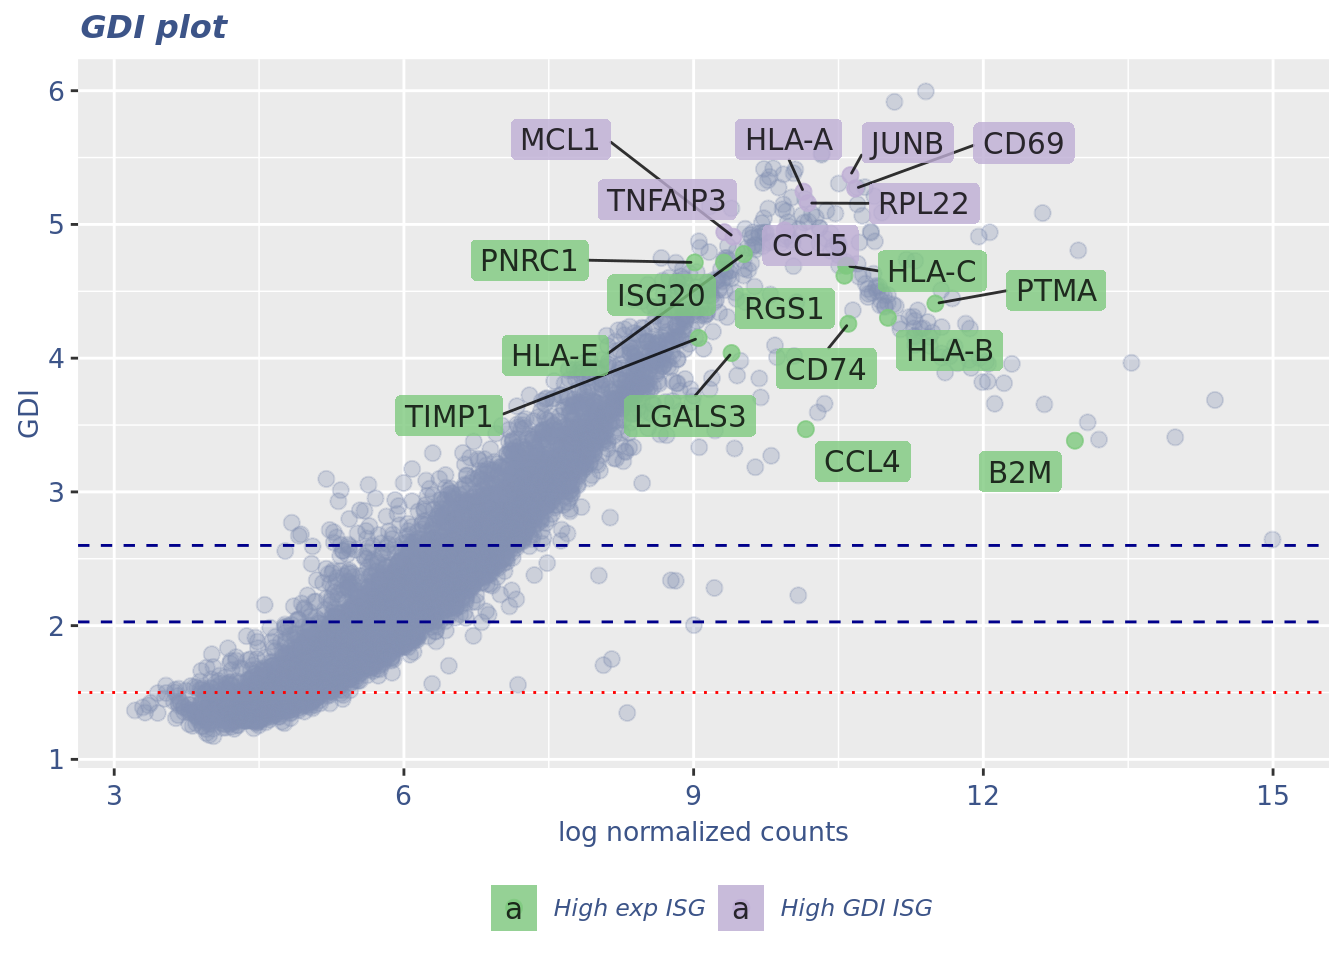 GDI plot
6
MCL1
HLA-A
JUNB
CD69
TNFAIP3
RPL22
5
CCL5
PNRC1
HLA-C
ISG20
RGS1
PTMA
4
HLA-E
HLA-B
CD74
GDI
TIMP1
LGALS3
CCL4
B2M
3
2
1
3 6 9 12 15
log normalized counts
a High exp ISG a High GDI ISG